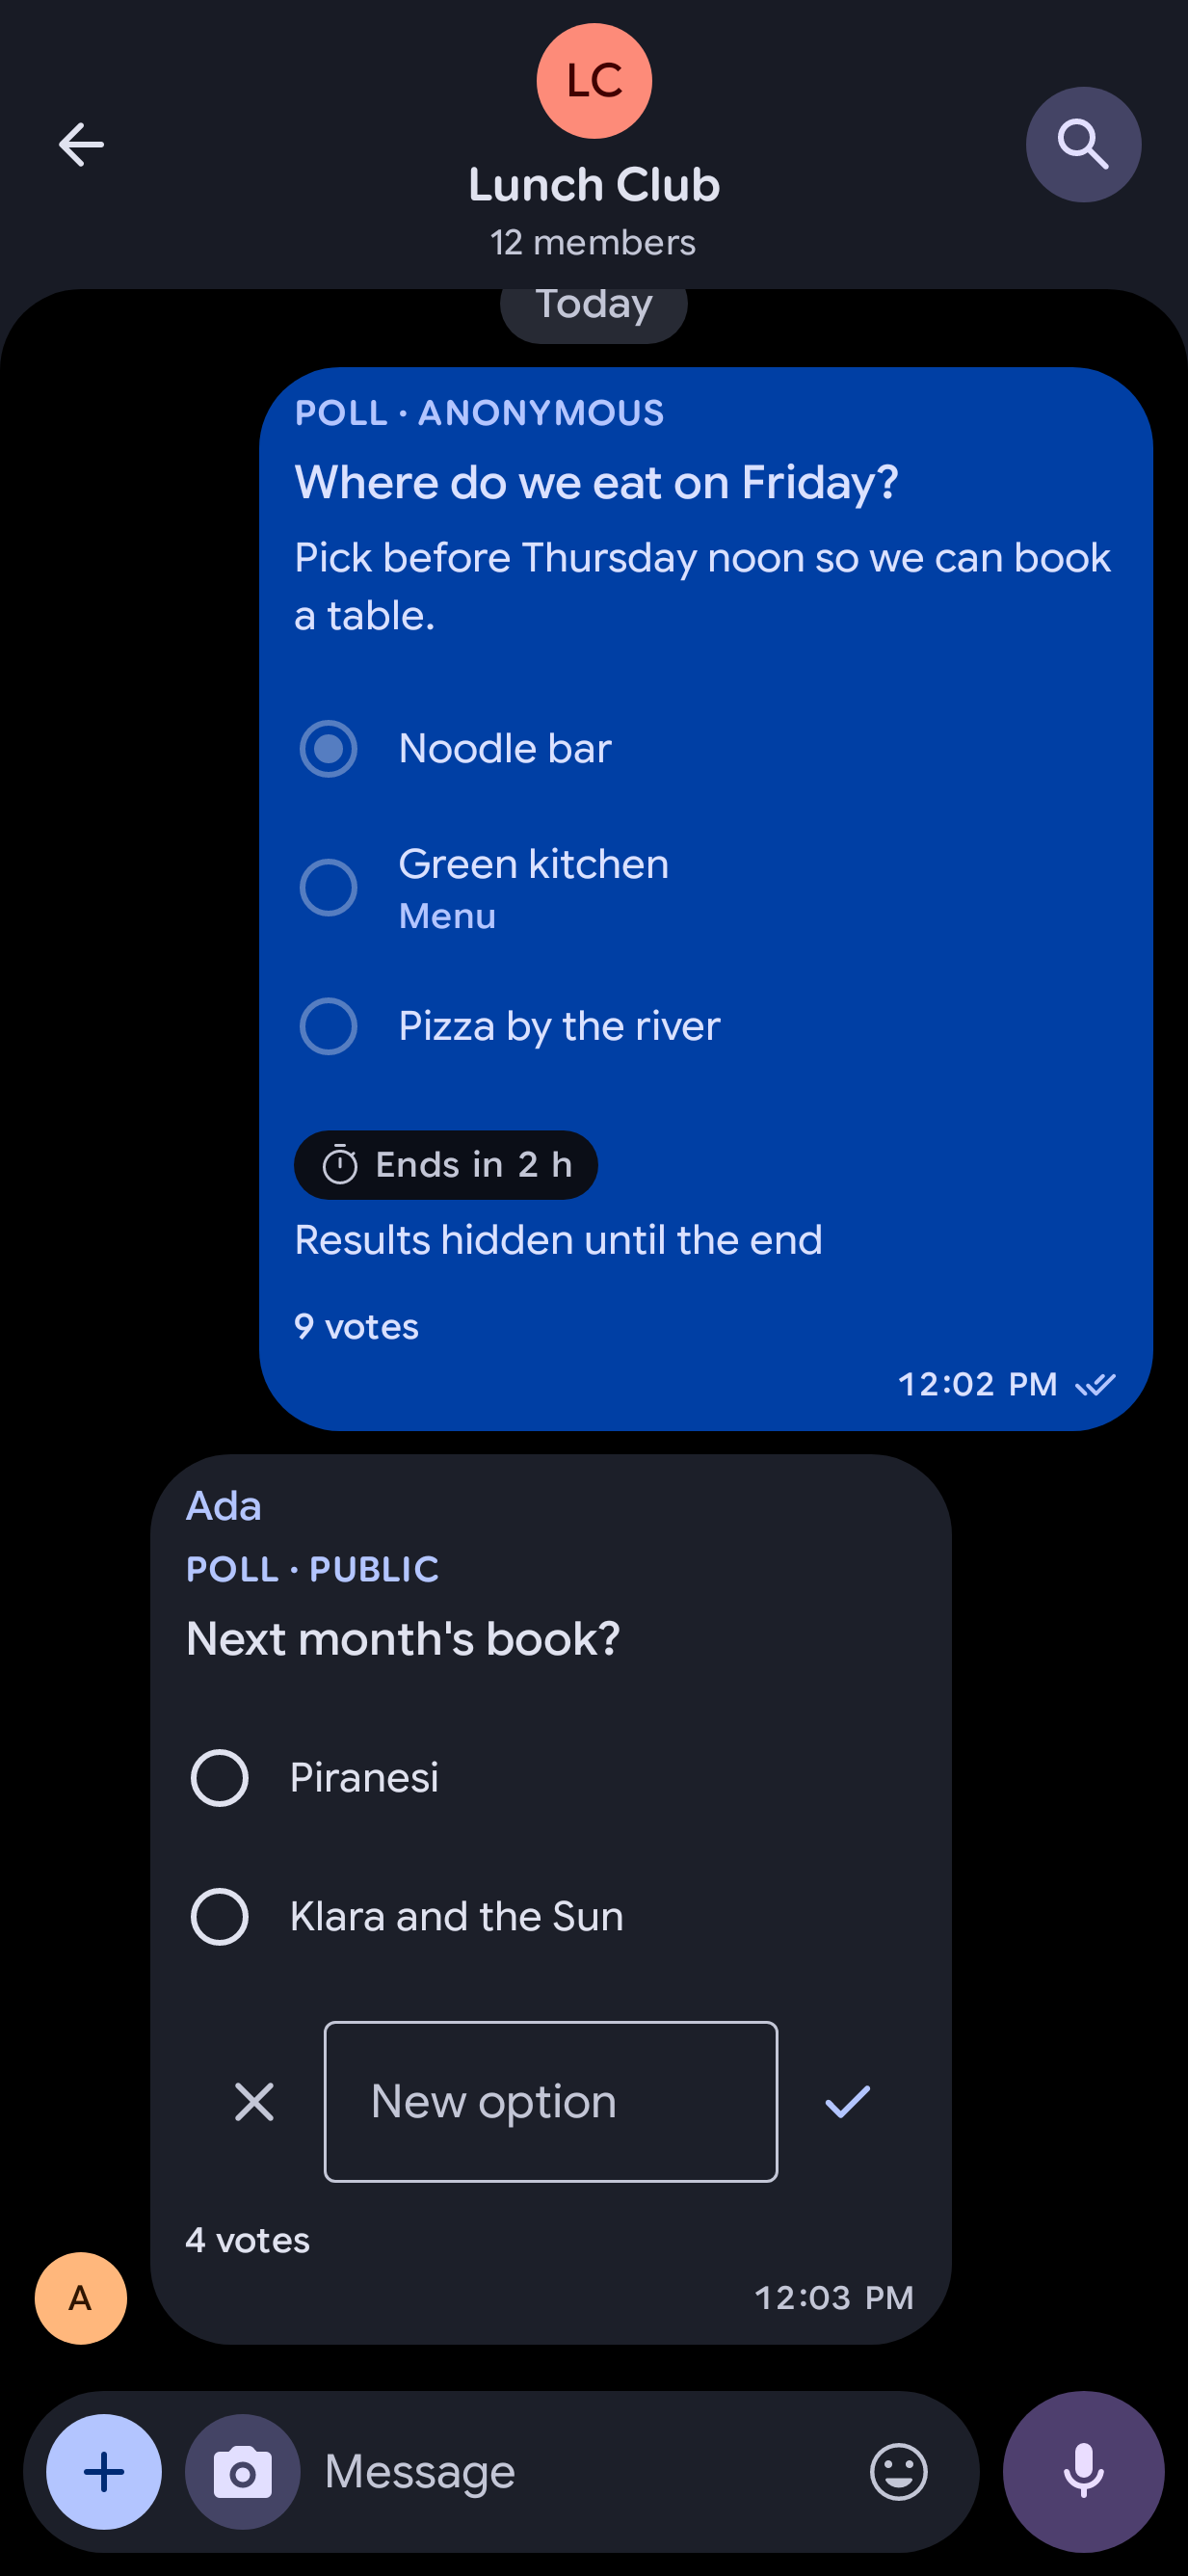 LC
Lunch Club
12 members
Today
POLL · ANONYMOUS
Where do we eat on Friday?
Pick before Thursday noon so we can book
a table.
Noodle bar
Green kitchen
Menu
Pizza by the river
Ends in 2 h
Results hidden until the end
9 votes
12:02 PM
Ada
POLL · PUBLIC
Next month's book?
Piranesi
Klara and the Sun
New option
4 votes
12:03 PM
A
Message